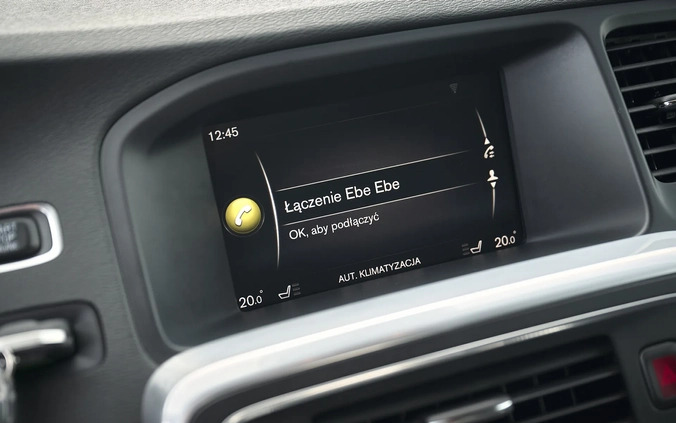 12:45
Łączenie Ebe Ebe
OK, aby podłączyć
AUT. KLIMATYZACJA
20.0°
20.0°